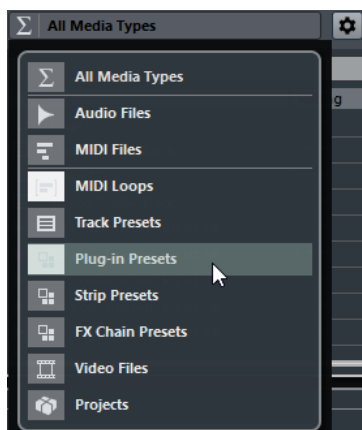 Σ All Media Types
Σ All Media Types
Audio Files
MIDI Files
MIDI Loops
Track Presets
Plug-in Presets
Strip Presets
FX Chain Presets
Video Files
Projects